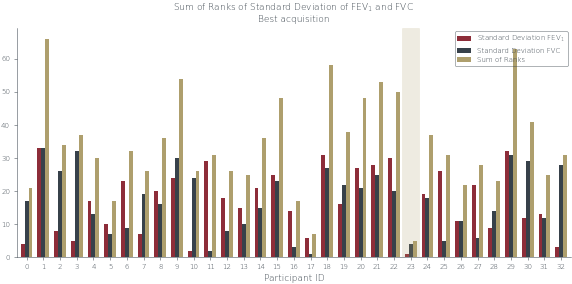 Sum of Ranks of Standard Deviation of FEV₁ and FVC
Best acquisition
Standard Deviation FEV₁
Standard Deviation FVC
Sum of Ranks
60
50
40
30
20
10
0
0 1 2 3 4 5 6 7 8 9 10 11 12 13 14 15 16 17 18 19 20 21 22 23 24 25 26 27 28 29 30 31 32
Participant ID